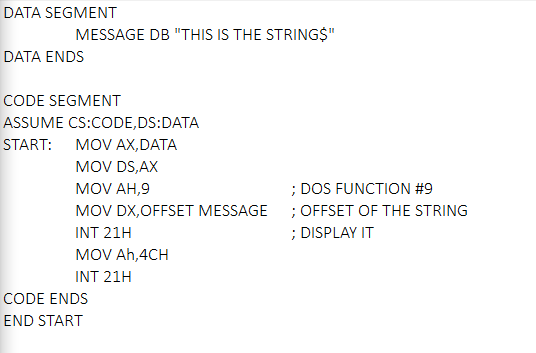 DATA SEGMENT
MESSAGE DB "THIS IS THE STRING$"
DATA ENDS
CODE SEGMENT
ASSUME CS:CODE,DS:DATA
START: MOV AX,DATA
MOV DS,AX
MOV AH,9 ; DOS FUNCTION #9
MOV DX,OFFSET MESSAGE ; OFFSET OF THE STRING
INT 21H ; DISPLAY IT
MOV Ah,4CH
INT 21H
CODE ENDS
END START